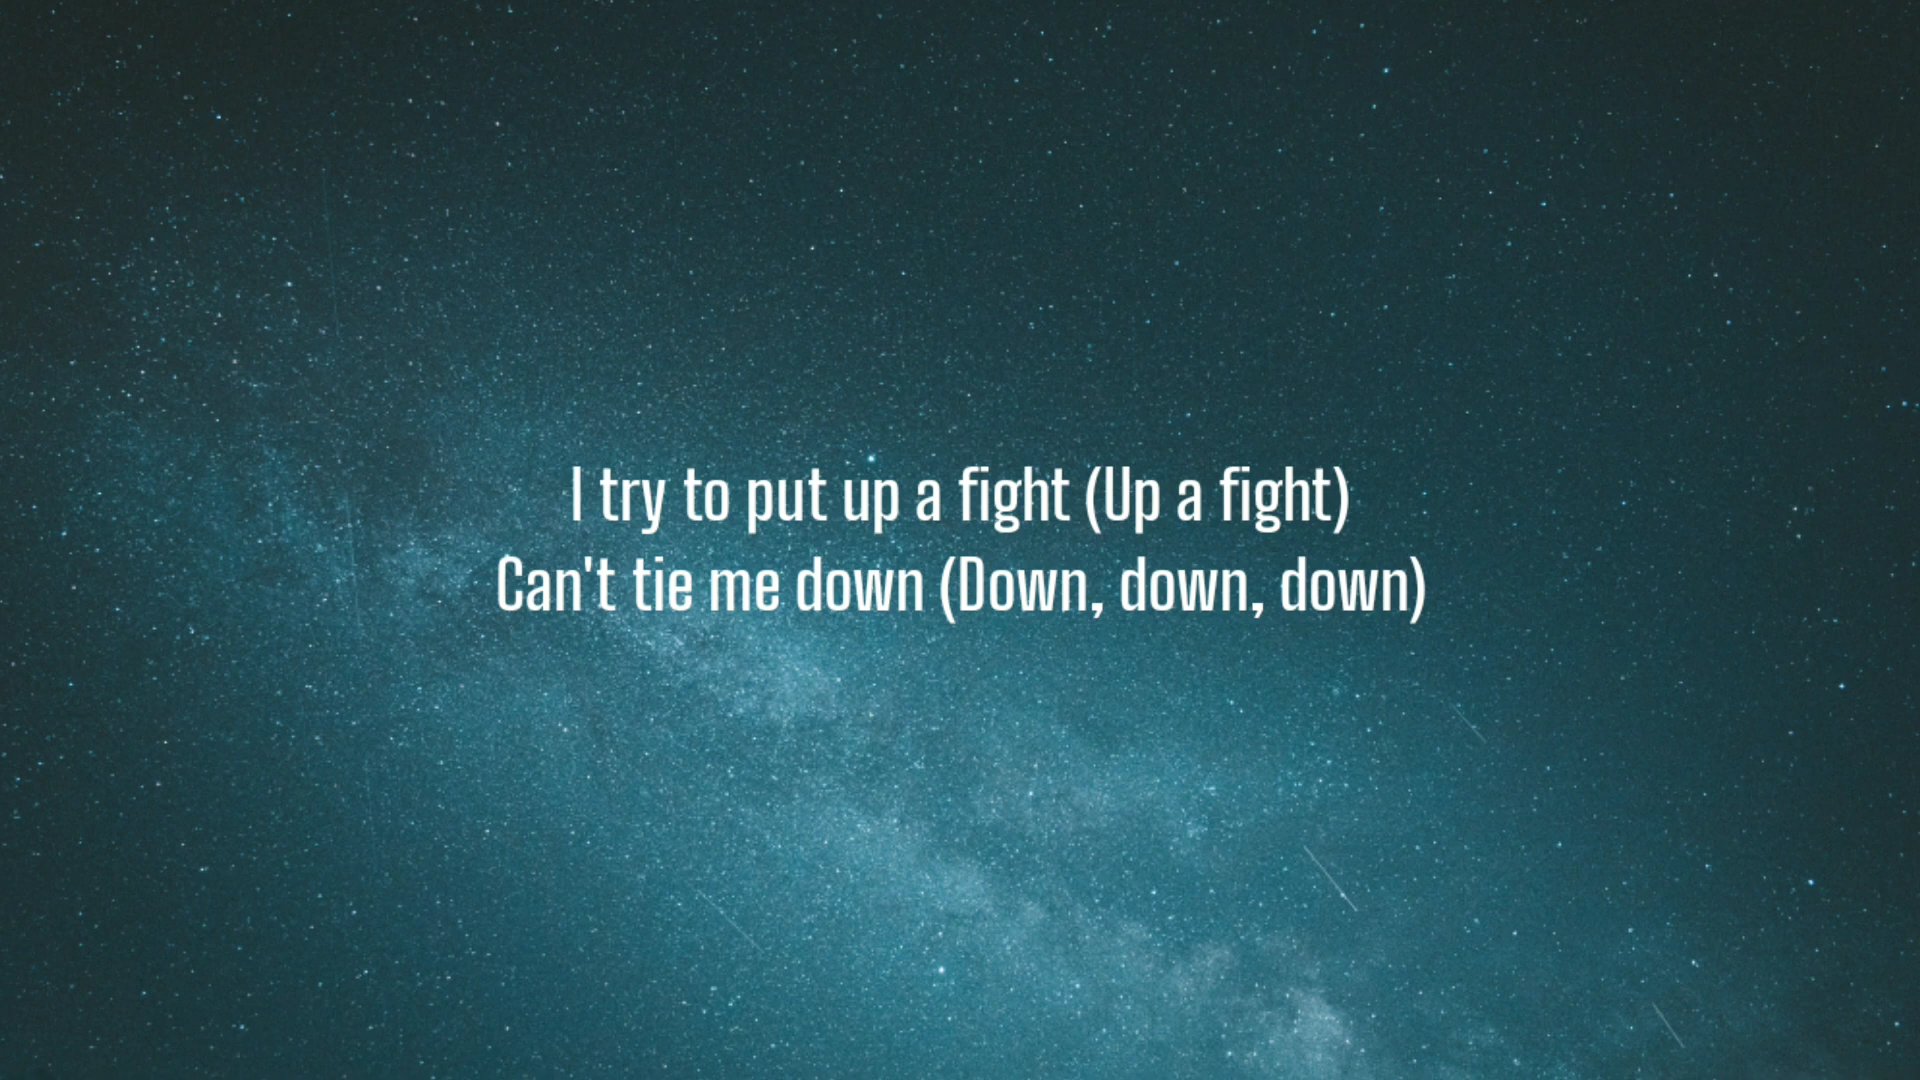 I try to put up a fight (Up a fight)
Can't tie me down (Down, down, down)